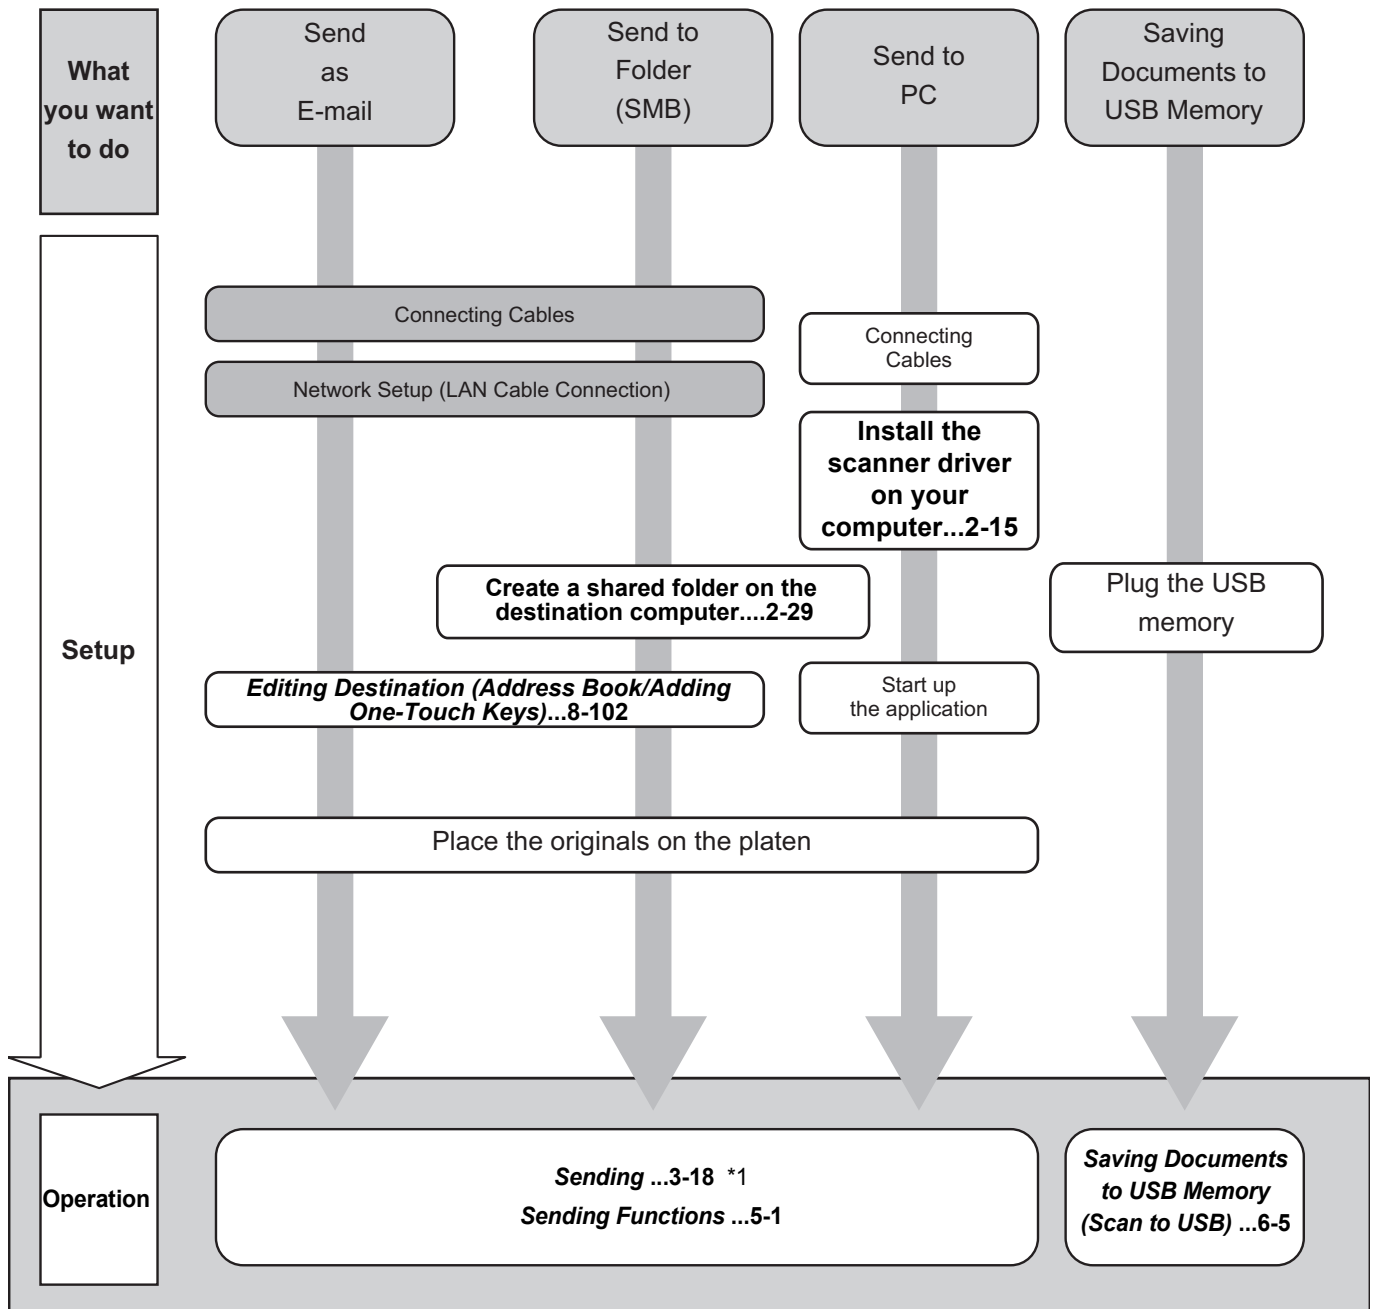 What
you want
to do
Send
as
E-mail
Send to
Folder
(SMB)
Send to
PC
Saving
Documents to
USB Memory
Setup
Connecting Cables
Network Setup (LAN Cable Connection)
Connecting
Cables
Install the
scanner driver
on your
computer...2-15
Create a shared folder on the
destination computer....2-29
Plug the USB
memory
Editing Destination (Address Book/Adding
One-Touch Keys)...8-102
Start up
the application
Place the originals on the platen
Operation
Sending ...3-18 *1
Sending Functions ...5-1
Saving Documents
to USB Memory
(Scan to USB) ...6-5